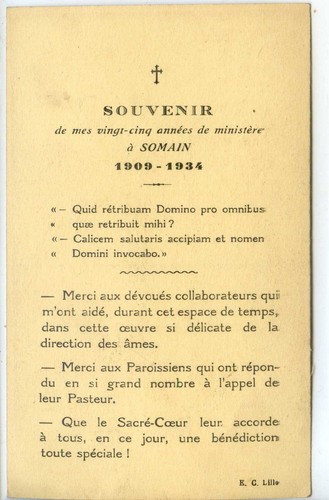 SOUVENIR
de mes vingt-cinq années de ministère
à SOMAIN
1909 - 1934
«— Quid rétribuam Domino pro omnibus
« quæ retribuit mihi ?
«— Calicem salutaris accipiam et nomen
« Domini invocabo.»
— Merci aux dévoués collaborateurs qui
m'ont aidé, durant cet espace de temps,
dans cette œuvre si délicate de la
direction des âmes.
— Merci aux Paroissiens qui ont répon-
du en si grand nombre à l'appel de
leur Pasteur.
— Que le Sacré-Cœur leur accorde
à tous, en ce jour, une bénédiction
toute spéciale !
E. C. Lille